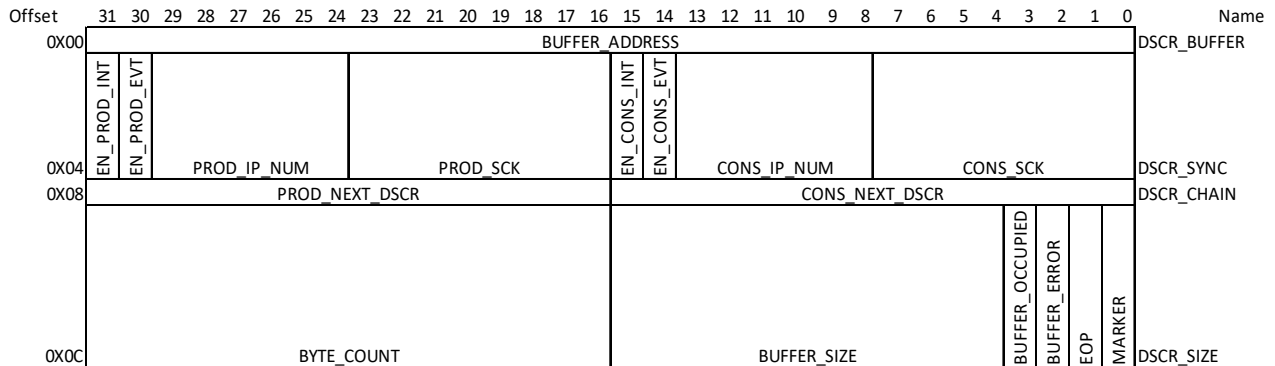 Offset 31 30 29 28 27 26 25 24 23 22 21 20 19 18 17 16 15 14 13 12 11 10 9 8 7 6 5 4 3 2 1 0 Name
0X00 BUFFER_ADDRESS DSCR_BUFFER
EN_PROD_INT
EN_PROD_EVT
EN_CONS_INT
EN_CONS_EVT
0X04 PROD_IP_NUM PROD_SCK CONS_IP_NUM CONS_SCK DSCR_SYNC
0X08 PROD_NEXT_DSCR CONS_NEXT_DSCR DSCR_CHAIN
BUFFER_OCCUPIED
BUFFER_ERROR
EOP
MARKER
0X0C BYTE_COUNT BUFFER_SIZE DSCR_SIZE